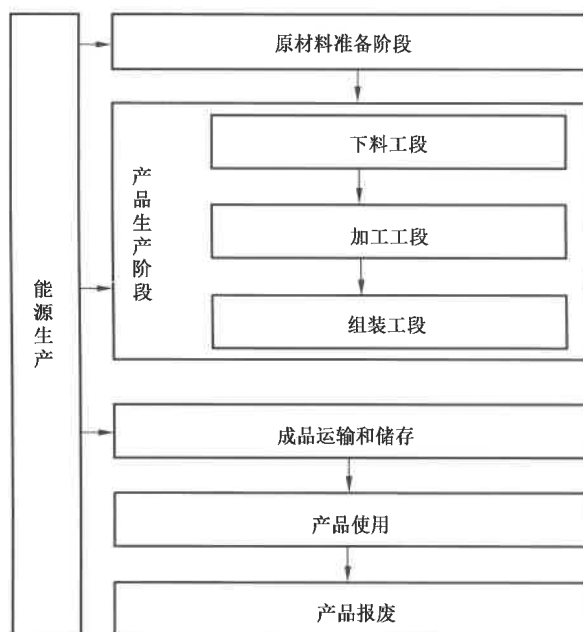 能源生产
原材料准备阶段
产品生产阶段
下料工段
加工工段
组装工段
成品运输和储存
产品使用
产品报废